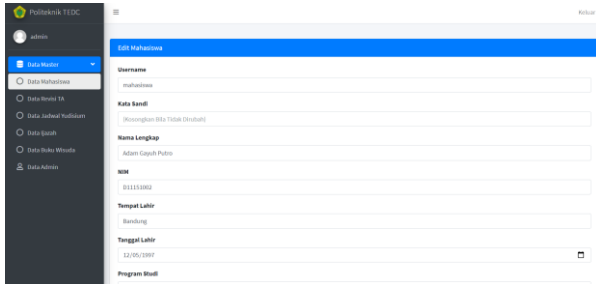 Politeknik TEDC
Keluar
admin
Data Master
Data Mahasiswa
Data Revisi TA
Data Jadwal Yudisium
Data Ijazah
Data Buku Wisuda
Data Admin
Edit Mahasiswa
Username
mahasiswa
Kata Sandi
(Kosongkan Bila Tidak Dirubah)
Nama Lengkap
Adam Gayuh Putro
NIM
D11151002
Tempat Lahir
Bandung
Tanggal Lahir
12/05/1997
Program Studi